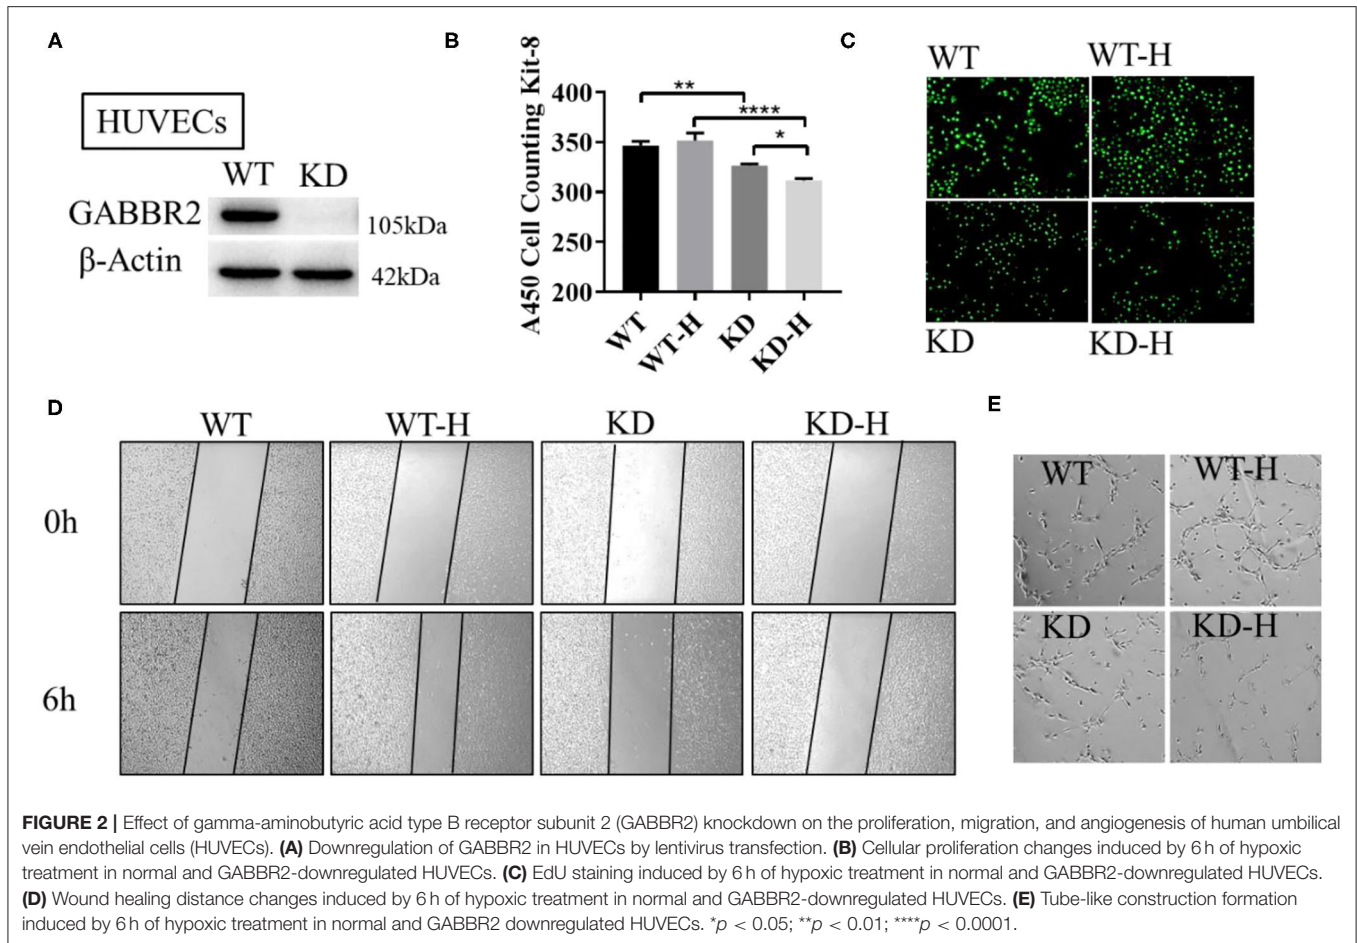 A
HUVECs
WT KD
GABBR2
105kDa
β-Actin
42kDa
B
A450 Cell Counting Kit-8
400
350
300
250
200
**
****
*
WT
WT-H
KD
KD-H
C
WT WT-H
KD KD-H
D
WT WT-H KD KD-H
0h
6h
E
WT WT-H
KD KD-H
FIGURE 2 | Effect of gamma-aminobutyric acid type B receptor subunit 2 (GABBR2) knockdown on the proliferation, migration, and angiogenesis of human umbilical
vein endothelial cells (HUVECs). (A) Downregulation of GABBR2 in HUVECs by lentivirus transfection. (B) Cellular proliferation changes induced by 6 h of hypoxic
treatment in normal and GABBR2-downregulated HUVECs. (C) EdU staining induced by 6 h of hypoxic treatment in normal and GABBR2-downregulated HUVECs.
(D) Wound healing distance changes induced by 6 h of hypoxic treatment in normal and GABBR2-downregulated HUVECs. (E) Tube-like construction formation
induced by 6 h of hypoxic treatment in normal and GABBR2 downregulated HUVECs. *p < 0.05; **p < 0.01; ****p < 0.0001.